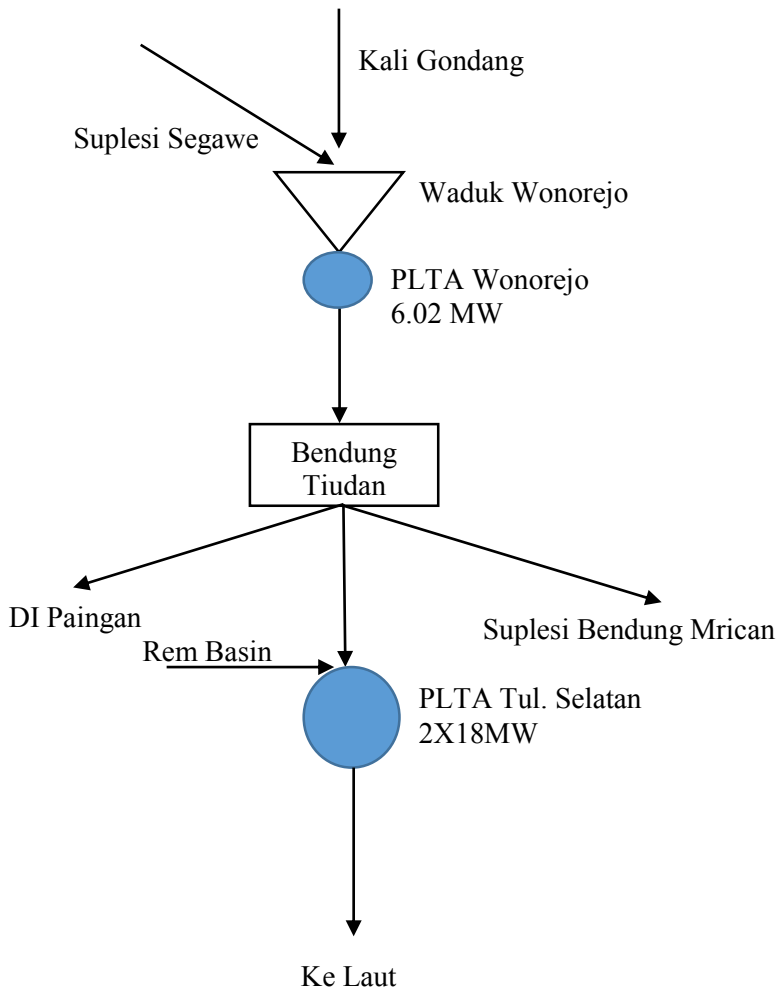 Kali Gondang
Suplesi Segawe
Waduk Wonorejo
PLTA Wonorejo
6.02 MW
Bendung
Tiudan
DI Paingan
Suplesi Bendung Mrican
Rem Basin
PLTA Tul. Selatan
2X18MW
Ke Laut